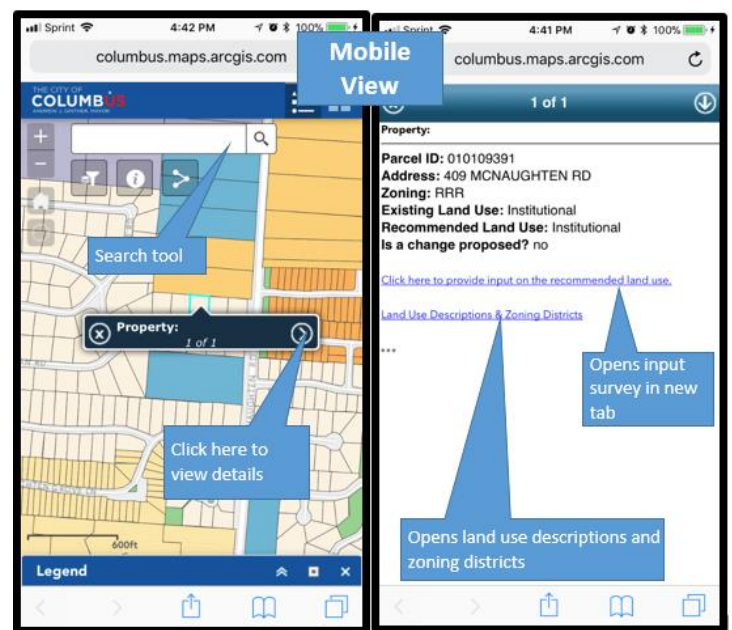 Mobile
View
Sprint 4:42 PM 100%
columbus.maps.arcgis.com
THE CITY OF
COLUMBUS
ANDREW J. GINTHER, MAYOR
Search tool
Property:
1 of 1
Click here to
view details
600ft
Legend
Sprint 4:41 PM 100%
columbus.maps.arcgis.com
1 of 1
Property:
Parcel ID: 010109391
Address: 409 MCNAUGHTEN RD
Zoning: RRR
Existing Land Use: Institutional
Recommended Land Use: Institutional
Is a change proposed? no
Click here to provide input on the recommended land use.
Land Use Descriptions & Zoning Districts
Opens input
survey in new
tab
Opens land use descriptions and
zoning districts